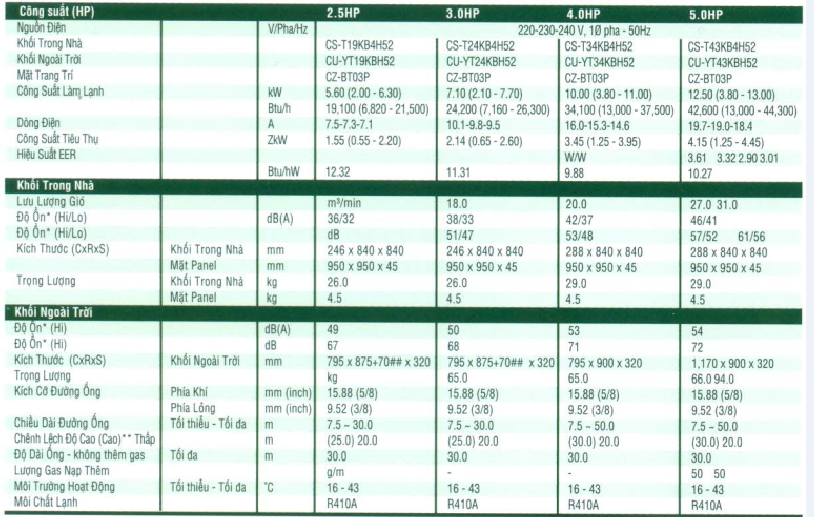 Công suất (HP) 2.5HP 3.0HP 4.0HP 5.0HP
Nguồn Điện V/Pha/Hz 220-230-240 V, 1Ø pha - 50Hz
Khối Trong Nhà CS-T19KB4H52 CS-T24KB4H52 CS-T34KB4H52 CS-T43KB4H52
Khối Ngoài Trời CU-YT19KBH52 CU-YT24KBH52 CU-YT34KBH52 CU-YT43KBH52
Mặt Trang Trí CZ-BT03P CZ-BT03P CZ-BT03P CZ-BT03P
Công Suất Làm Lạnh kW 5.60 (2.00 - 6.30) 7.10 (2.10 - 7.70) 10.00 (3.80 - 11.00) 12.50 (3.80 - 13.00)
Btu/h 19,100 (6,820 - 21,500) 24,200 (7,160 - 26,300) 34,100 (13,000 - 37,500) 42,600 (13,000 - 44,300)
Dòng Điện A 7.5-7.3-7.1 10.1-9.8-9.5 16.0-15.3-14.6 19.7-19.0-18.4
Công Suất Tiêu Thụ ZkW 1.55 (0.55 - 2.20) 2.14 (0.65 - 2.60) 3.45 (1.25 - 3.95) 4.15 (1.25 - 4.45)
Hiệu Suất EER W/W 3.61 3.32 2.90 3.01
Btu/hW 12.32 11.31 9.88 10.27
Khối Trong Nhà
Lưu Lượng Gió m³/min 18.0 20.0 27.0 31.0
Độ Ồn* (Hi/Lo) dB(A) 36/32 38/33 42/37 46/41
Độ Ồn* (Hi/Lo) dB 51/47 53/48 57/52 61/56
Kích Thước (CxRxS) Khối Trong Nhà mm 246 x 840 x 840 246 x 840 x 840 288 x 840 x 840 288 x 840 x 840
Mặt Panel mm 950 x 950 x 45 950 x 950 x 45 950 x 950 x 45 950 x 950 x 45
Trọng Lượng Khối Trong Nhà kg 26.0 26.0 29.0 29.0
Mặt Panel kg 4.5 4.5 4.5 4.5
Khối Ngoài Trời
Độ Ồn* (Hi) dB(A) 49 50 53 54
Độ Ồn* (Hi) dB 67 68 71 72
Kích Thước (CxRxS) Khối Ngoài Trời mm 795 x 875+70## x 320 795 x 875+70## x 320 795 x 900 x 320 1,170 x 900 x 320
Trọng Lượng kg 65.0 65.0 66.0 94.0
Kích Cỡ Đường Ống Phía Khí mm (inch) 15.88 (5/8) 15.88 (5/8) 15.88 (5/8) 15.88 (5/8)
Phía Lỏng mm (inch) 9.52 (3/8) 9.52 (3/8) 9.52 (3/8) 9.52 (3/8)
Chiều Dài Đường Ống Tối thiểu - Tối đa m 7.5 ~ 30.0 7.5 ~ 30.0 7.5 ~ 50.0 7.5 ~ 50.0
Chênh Lệch Độ Cao (Cao)** Thấp m (25.0) 20.0 (25.0) 20.0 (30.0) 20.0 (30.0) 20.0
Độ Dài Ống - không thêm gas Tối đa m 30.0 30.0 30.0 30.0
Lượng Gas Nạp Thêm g/m - - 50 50
Môi Trường Hoạt Động Tối thiểu - Tối đa °C 16 - 43 16 - 43 16 - 43 16 - 43
Môi Chất Lạnh R410A R410A R410A R410A